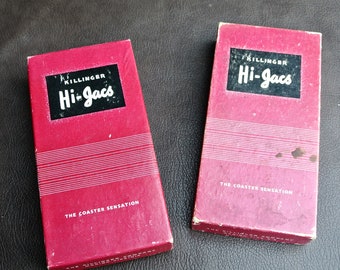 KILLINGER
Hi-Jacs
THE COASTER SENSATION
KILLINGER
Hi-Jacs
THE COASTER SENSATION